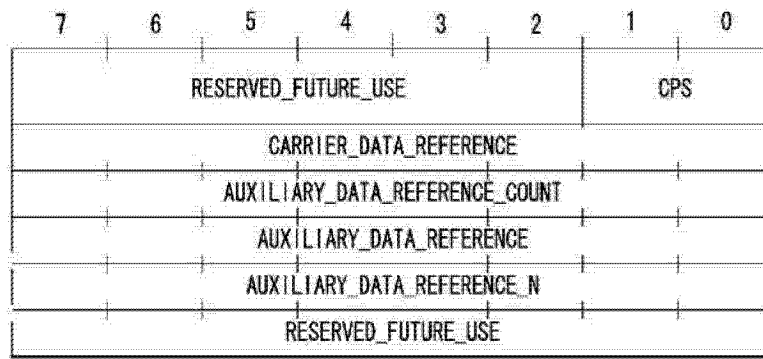 7 6 5 4 3 2 1 0
RESERVED_FUTURE_USE CPS
CARRIER_DATA_REFERENCE
AUXILIARY_DATA_REFERENCE_COUNT
AUXILIARY_DATA_REFERENCE
AUXILIARY_DATA_REFERENCE_N
RESERVED_FUTURE_USE